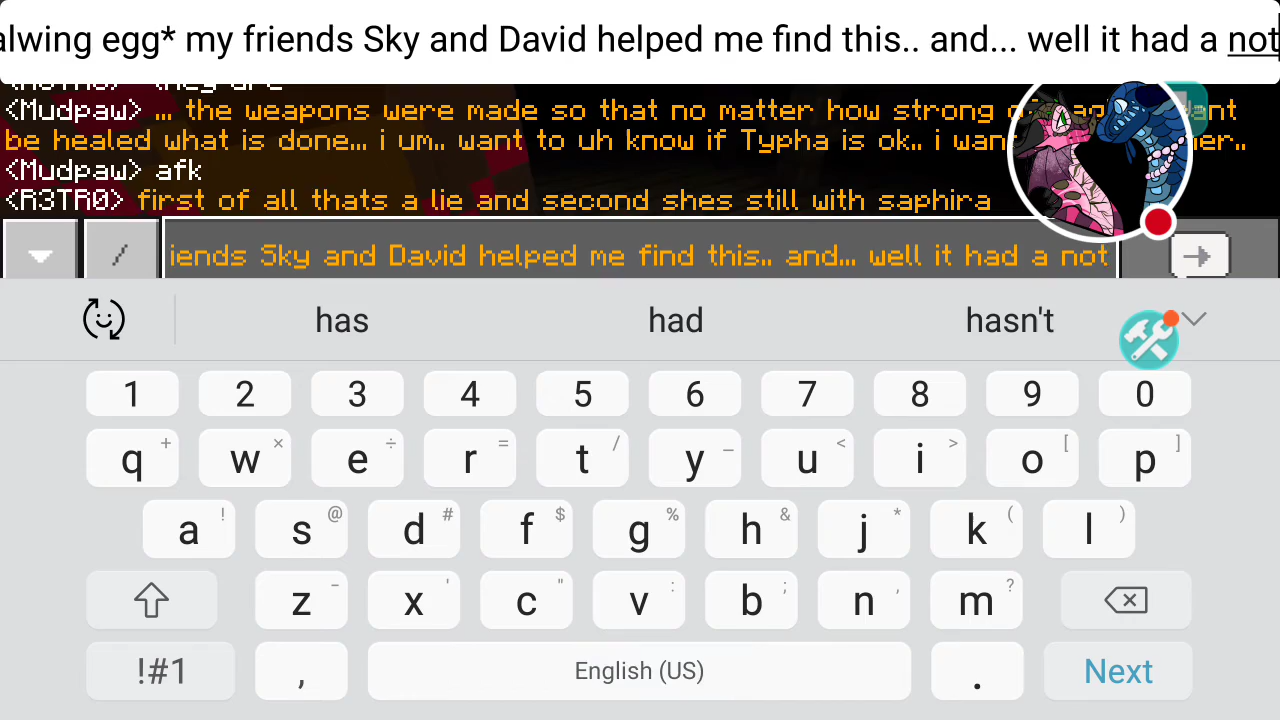 alwing egg* my friends Sky and David helped me find this.. and... well it had a not
<Mudpaw> ... the weapons were made so that no matter how strong
be healed what is done... i um.. want to uh know if Typha is ok.. i
<Mudpaw> afk
<R3TR0> first of all thats a lie and second shes still with saphira
/ iends Sky and David helped me find this.. and... well it had a not
has had hasn't
1 2 3 4 5 6 7 8 9 0
q + w × e ÷ r = t / y _ u < i > o [ p ]
a ! s @ d # f $ g % h & j * k ( l )
z - x ' c " v : b ; n , m ?
!#1 , English (US) . Next